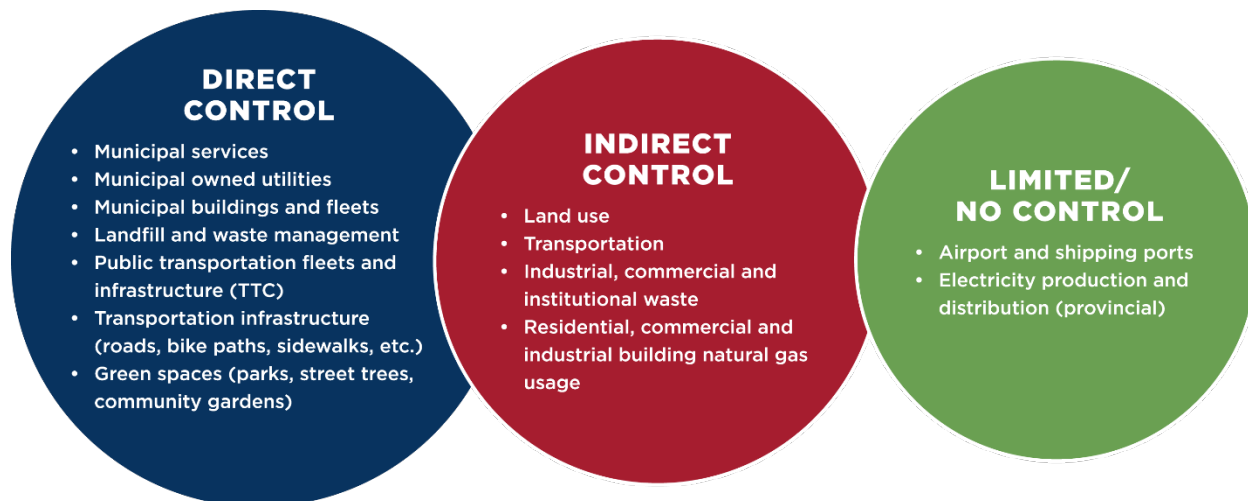 DIRECT
CONTROL
• Municipal services
• Municipal owned utilities
• Municipal buildings and fleets
• Landfill and waste management
• Public transportation fleets and
infrastructure (TTC)
• Transportation infrastructure
(roads, bike paths, sidewalks, etc.)
• Green spaces (parks, street trees,
community gardens)
INDIRECT
CONTROL
• Land use
• Transportation
• Industrial, commercial and
institutional waste
• Residential, commercial and
industrial building natural gas
usage
LIMITED/
NO CONTROL
• Airport and shipping ports
• Electricity production and
distribution (provincial)